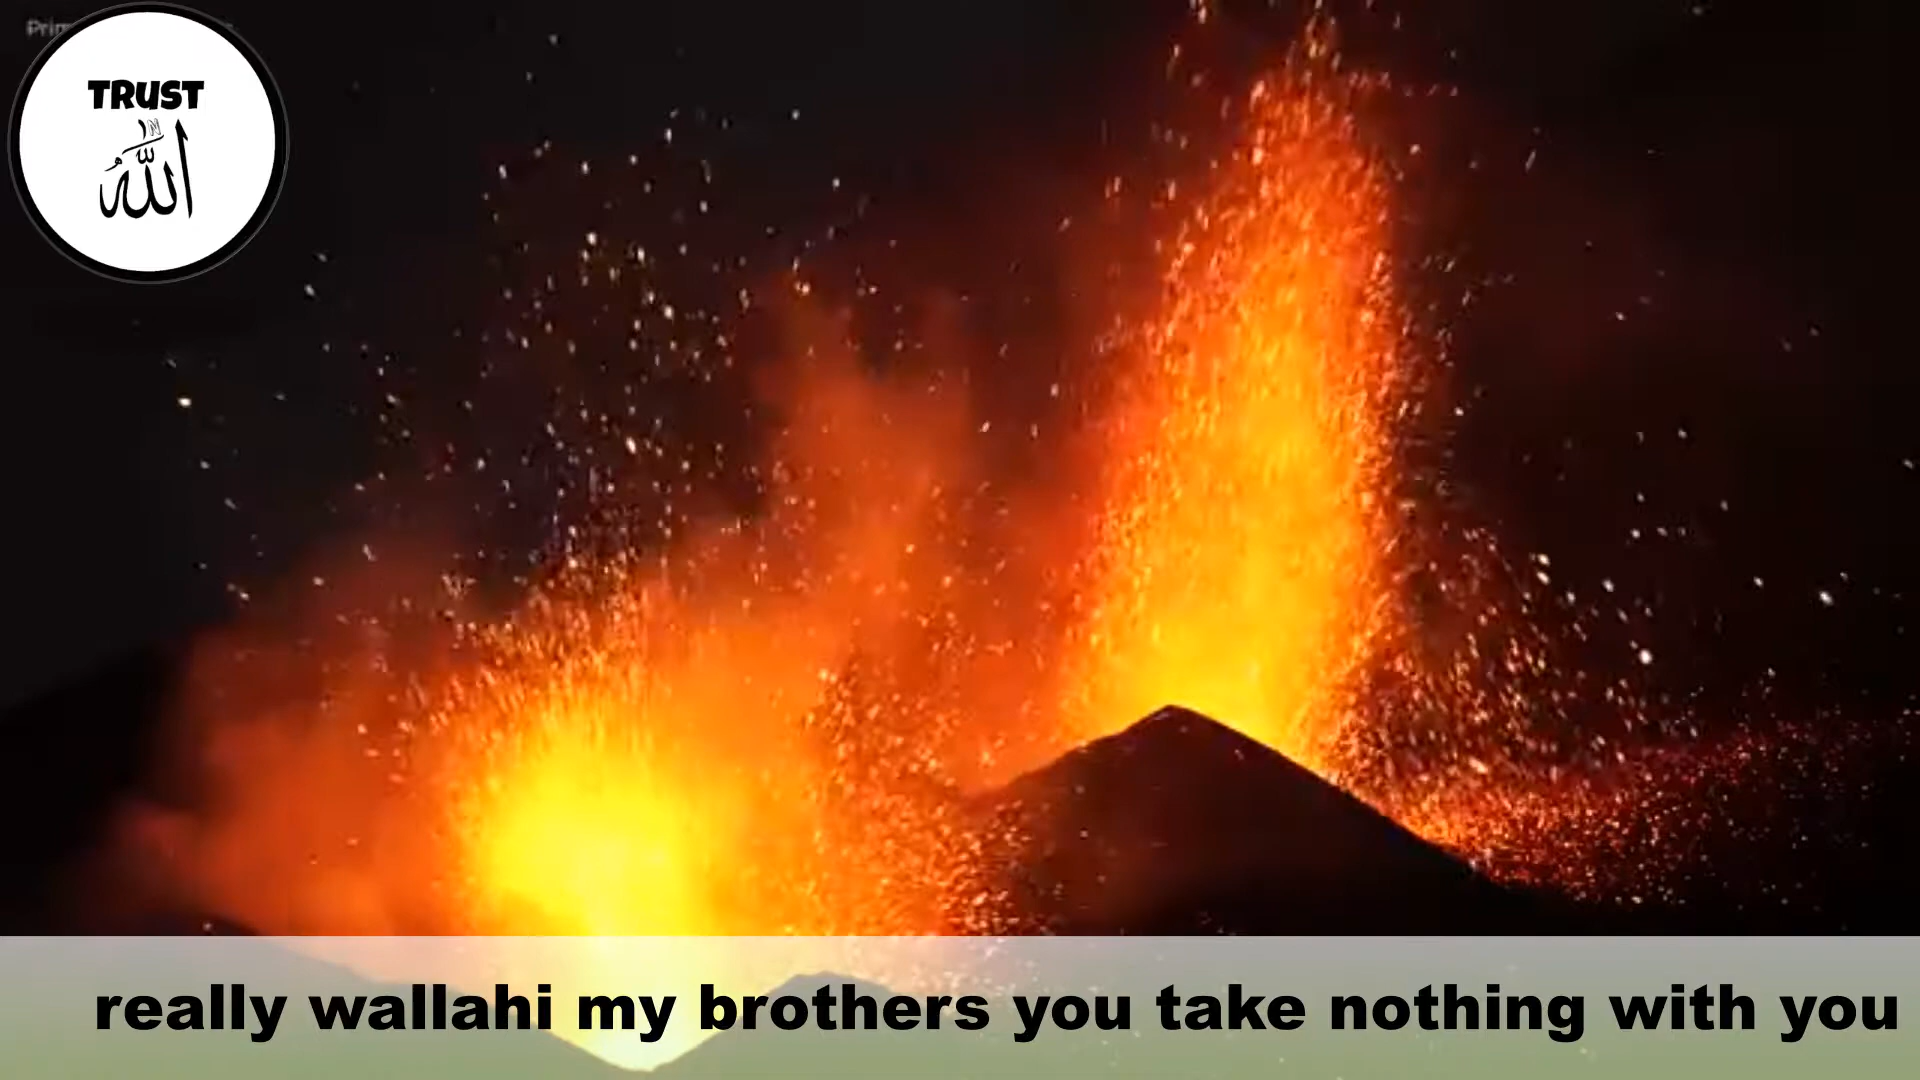 TRUST
IN
الله
really wallahi my brothers you take nothing with you